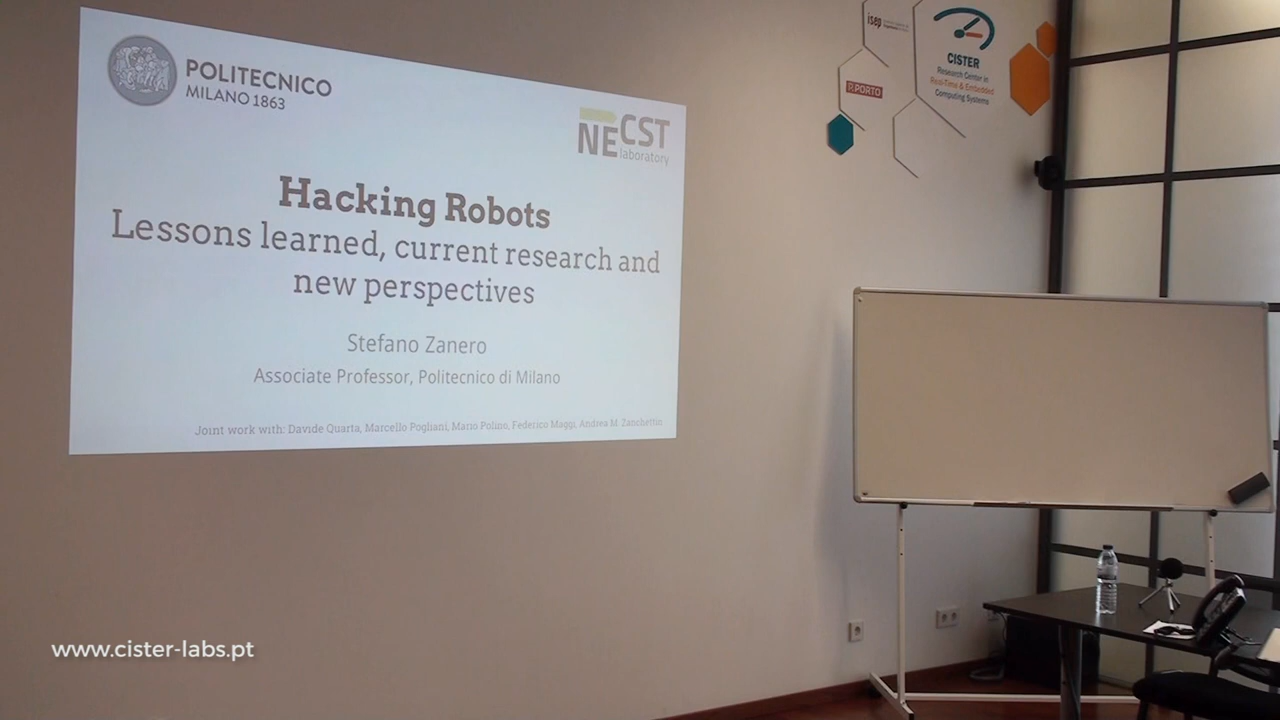 POLITECNICO
MILANO 1863
NECST
laboratory
Hacking Robots
Lessons learned, current research and
new perspectives
Stefano Zanero
Associate Professor, Politecnico di Milano
Joint work with: Davide Quarta, Marcello Pogliani, Mario Polino, Federico Maggi, Andrea M. Zanchettin
isep
P.PORTO
CISTER
Research Center in
Real-Time & Embedded
Computing Systems
www.cister-labs.pt